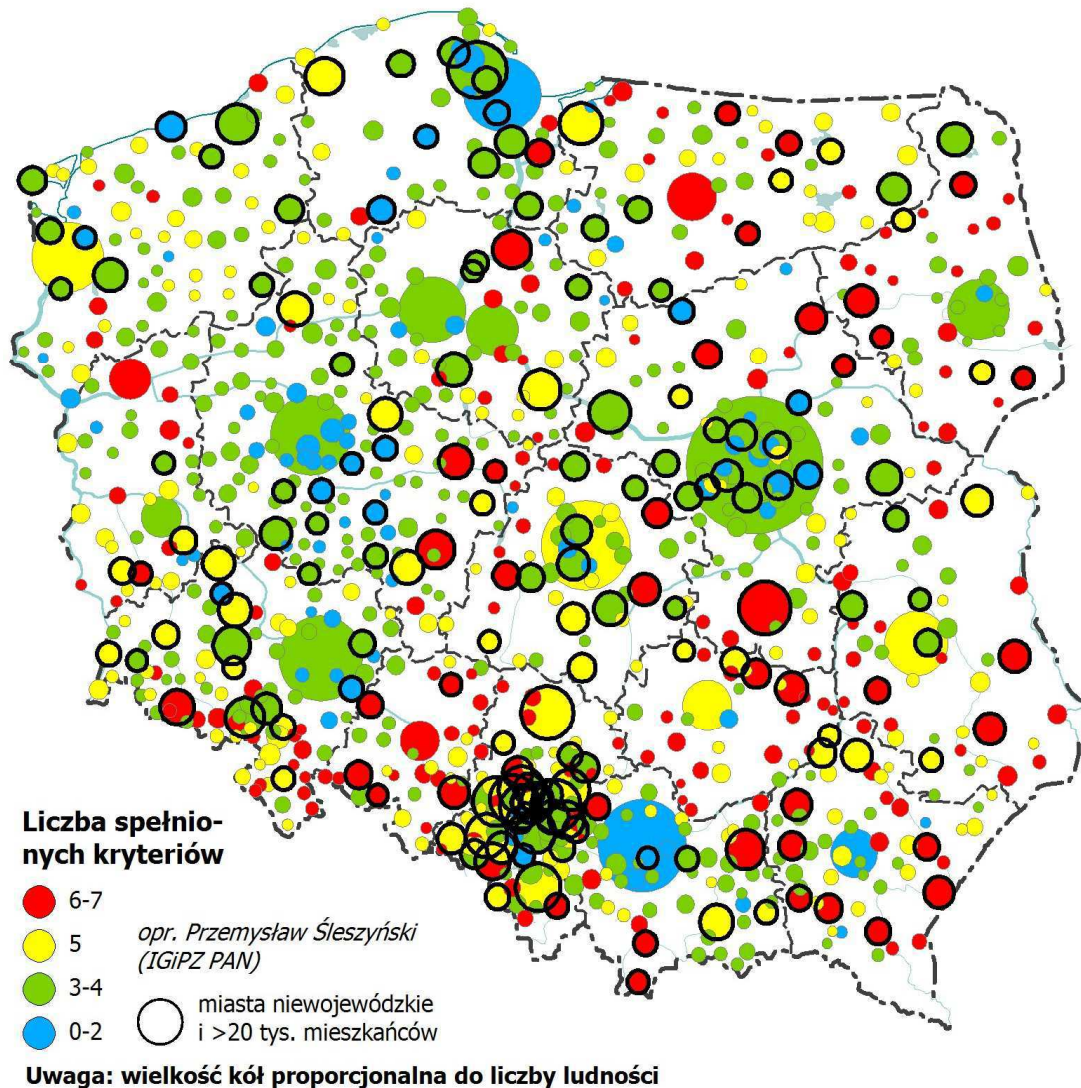 Liczba spełnio-
nych kryteriów
6-7
5
3-4
0-2
opr. Przemysław Śleszyński
(IGiPZ PAN)
miasta niewojewódzkie
i >20 tys. mieszkańców
Uwaga: wielkość kół proporcjonalna do liczby ludności